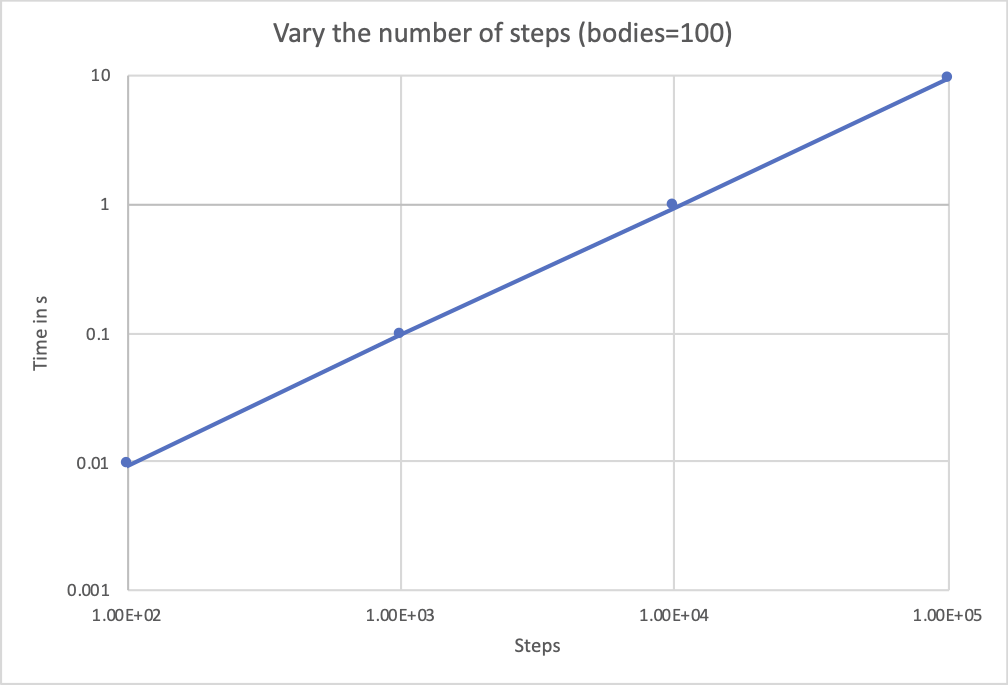 Vary the number of steps (bodies=100)
10
1
0.1
0.01
0.001
Time in s
1.00E+02 1.00E+03 1.00E+04 1.00E+05
Steps